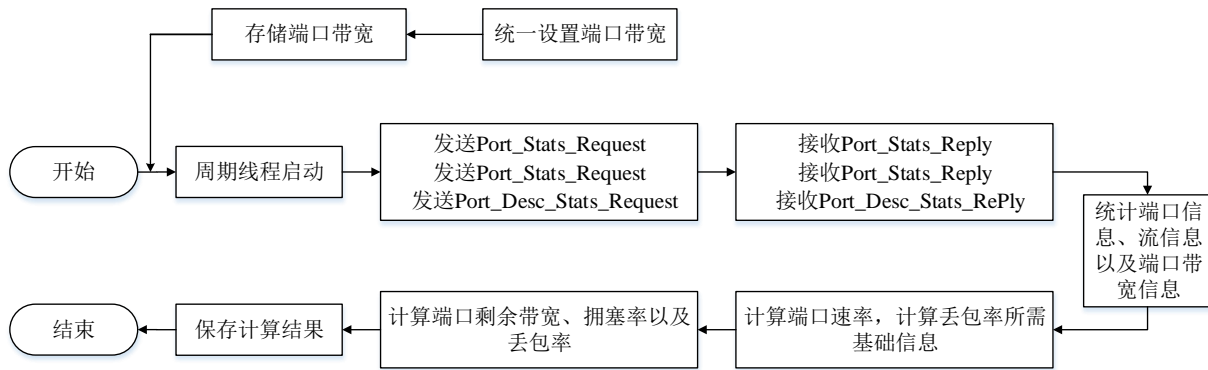 存储端口带宽
统一设置端口带宽
开始
周期线程启动
发送Port_Stats_Request
发送Port_Stats_Request
发送Port_Desc_Stats_Request
接收Port_Stats_Reply
接收Port_Stats_Reply
接收Port_Desc_Stats_RePly
统计端口信
息、流信息
以及端口带
宽信息
计算端口速率，计算丢包率所需
基础信息
计算端口剩余带宽、拥塞率以及
丢包率
保存计算结果
结束